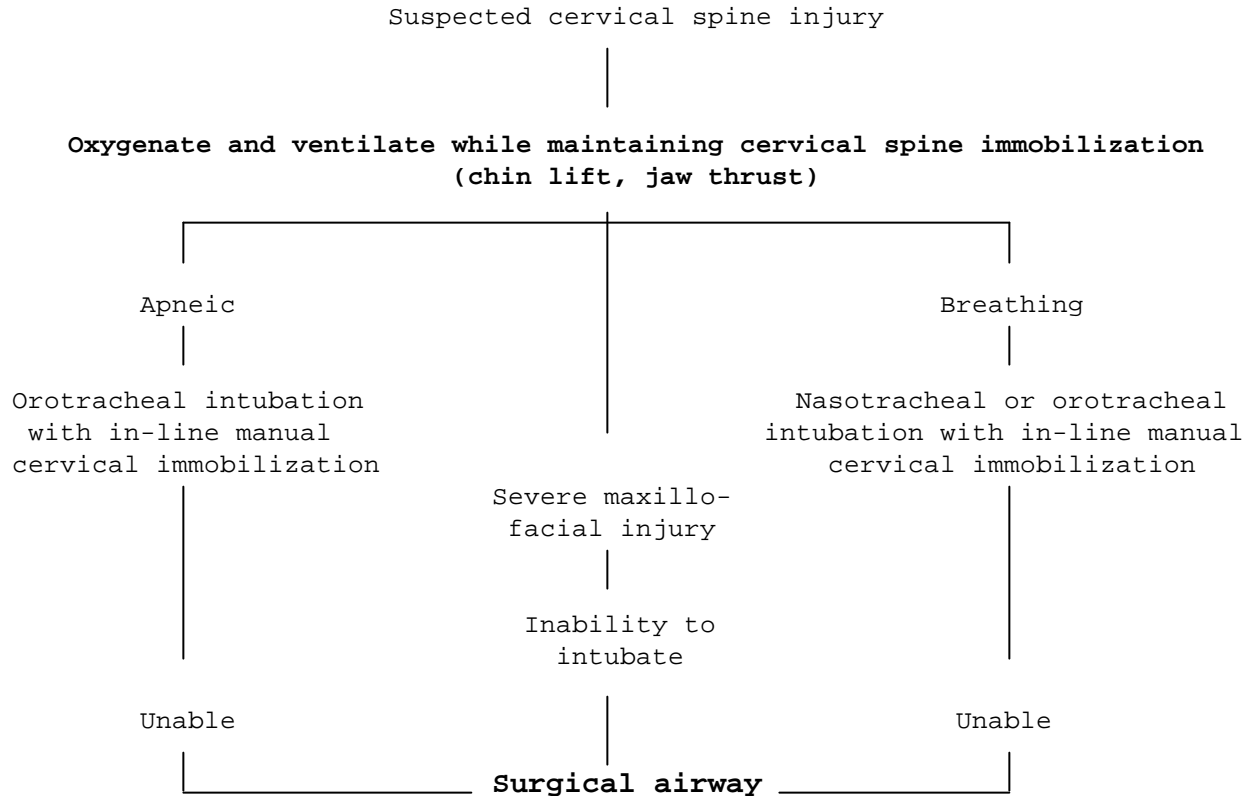 Suspected cervical spine injury
Oxygenate and ventilate while maintaining cervical spine immobilization
(chin lift, jaw thrust)
Apneic
Breathing
Orotracheal intubation
with in-line manual
cervical immobilization
Nasotracheal or orotracheal
intubation with in-line manual
cervical immobilization
Severe maxillo-
facial injury
Inability to
intubate
Unable
Unable
Surgical airway